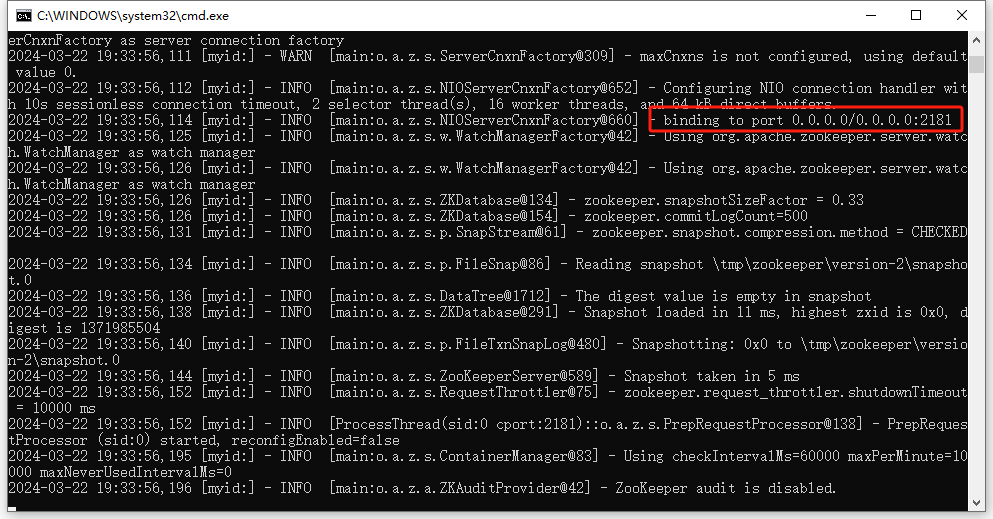 C:\WINDOWS\system32\cmd.exe
erCnxnFactory as server connection factory
2024-03-22 19:33:56,111 [myid:] - WARN  [main:o.a.z.s.ServerCnxnFactory@309] - maxCnxns is not configured, using default
 value 0.
2024-03-22 19:33:56,112 [myid:] - INFO  [main:o.a.z.s.NIOServerCnxnFactory@652] - Configuring NIO connection handler wit
h 10s sessionless connection timeout, 2 selector thread(s), 16 worker threads, and 64 kB direct buffers.
2024-03-22 19:33:56,114 [myid:] - INFO  [main:o.a.z.s.NIOServerCnxnFactory@660] - binding to port 0.0.0.0/0.0.0.0:2181
2024-03-22 19:33:56,125 [myid:] - INFO  [main:o.a.z.s.w.WatchManagerFactory@42] - Using org.apache.zookeeper.server.watc
h.WatchManager as watch manager
2024-03-22 19:33:56,126 [myid:] - INFO  [main:o.a.z.s.w.WatchManagerFactory@42] - Using org.apache.zookeeper.server.watc
h.WatchManager as watch manager
2024-03-22 19:33:56,126 [myid:] - INFO  [main:o.a.z.s.ZKDatabase@134] - zookeeper.snapshotSizeFactor = 0.33
2024-03-22 19:33:56,126 [myid:] - INFO  [main:o.a.z.s.ZKDatabase@154] - zookeeper.commitLogCount=500
2024-03-22 19:33:56,131 [myid:] - INFO  [main:o.a.z.s.p.SnapStream@61] - zookeeper.snapshot.compression.method = CHECKED
2024-03-22 19:33:56,134 [myid:] - INFO  [main:o.a.z.s.p.FileSnap@86] - Reading snapshot \tmp\zookeeper\version-2\snapsho
t.0
2024-03-22 19:33:56,136 [myid:] - INFO  [main:o.a.z.s.DataTree@1712] - The digest value is empty in snapshot
2024-03-22 19:33:56,138 [myid:] - INFO  [main:o.a.z.s.ZKDatabase@291] - Snapshot loaded in 11 ms, highest zxid is 0x0, d
igest is 1371985504
2024-03-22 19:33:56,140 [myid:] - INFO  [main:o.a.z.s.p.FileTxnSnapLog@480] - Snapshotting: 0x0 to \tmp\zookeeper\versio
n-2\snapshot.0
2024-03-22 19:33:56,144 [myid:] - INFO  [main:o.a.z.s.ZooKeeperServer@589] - Snapshot taken in 5 ms
2024-03-22 19:33:56,152 [myid:] - INFO  [main:o.a.z.s.RequestThrottler@75] - zookeeper.request_throttler.shutdownTimeout
 = 10000 ms
2024-03-22 19:33:56,152 [myid:] - INFO  [ProcessThread(sid:0 cport:2181)::o.a.z.s.PrepRequestProcessor@138] - PrepReques
tProcessor (sid:0) started, reconfigEnabled=false
2024-03-22 19:33:56,195 [myid:] - INFO  [main:o.a.z.s.ContainerManager@83] - Using checkIntervalMs=60000 maxPerMinute=10
000 maxNeverUsedIntervalMs=0
2024-03-22 19:33:56,196 [myid:] - INFO  [main:o.a.z.a.ZKAuditProvider@42] - ZooKeeper audit is disabled.